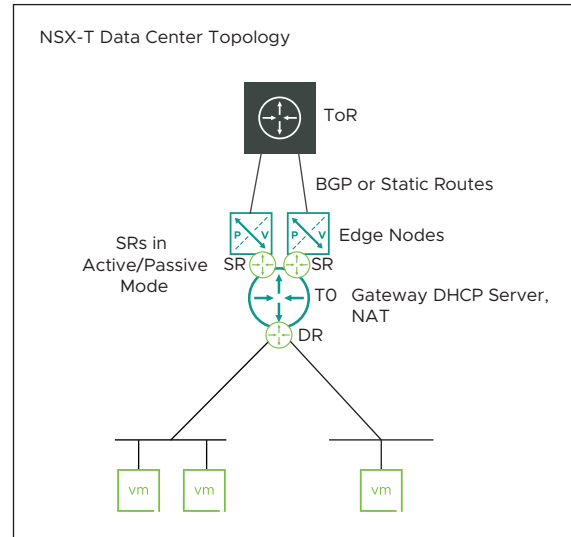 NSX-T Data Center Topology
ToR
BGP or Static Routes
P V
P V
Edge Nodes
SRs in
Active/Passive
Mode
SR
SR
T0 Gateway DHCP Server,
NAT
DR
vm
vm
vm